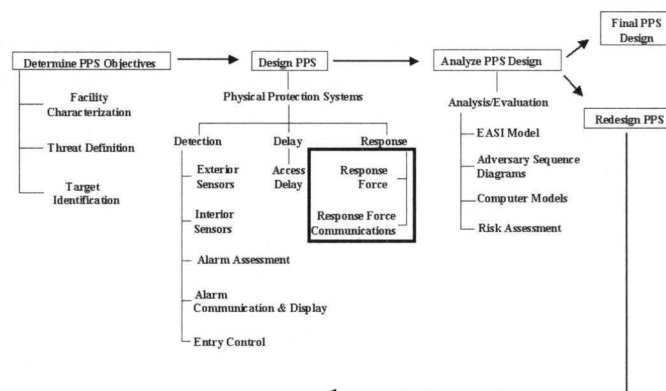 Final PPS
Design
Determine PPS Objectives
Design PPS
Analyze PPS Design
Facility
Characterization
Threat Definition
Target
Identification
Physical Protection Systems
Detection
Delay
Response
Exterior
Sensors
Interior
Sensors
Alarm Assessment
Alarm
Communication & Display
Entry Control
Access
Delay
Response
Force
Response Force
Communications
Analysis/Evaluation
EASI Model
Adversary Sequence
Diagrams
Computer Models
Risk Assessment
Redesign PPS